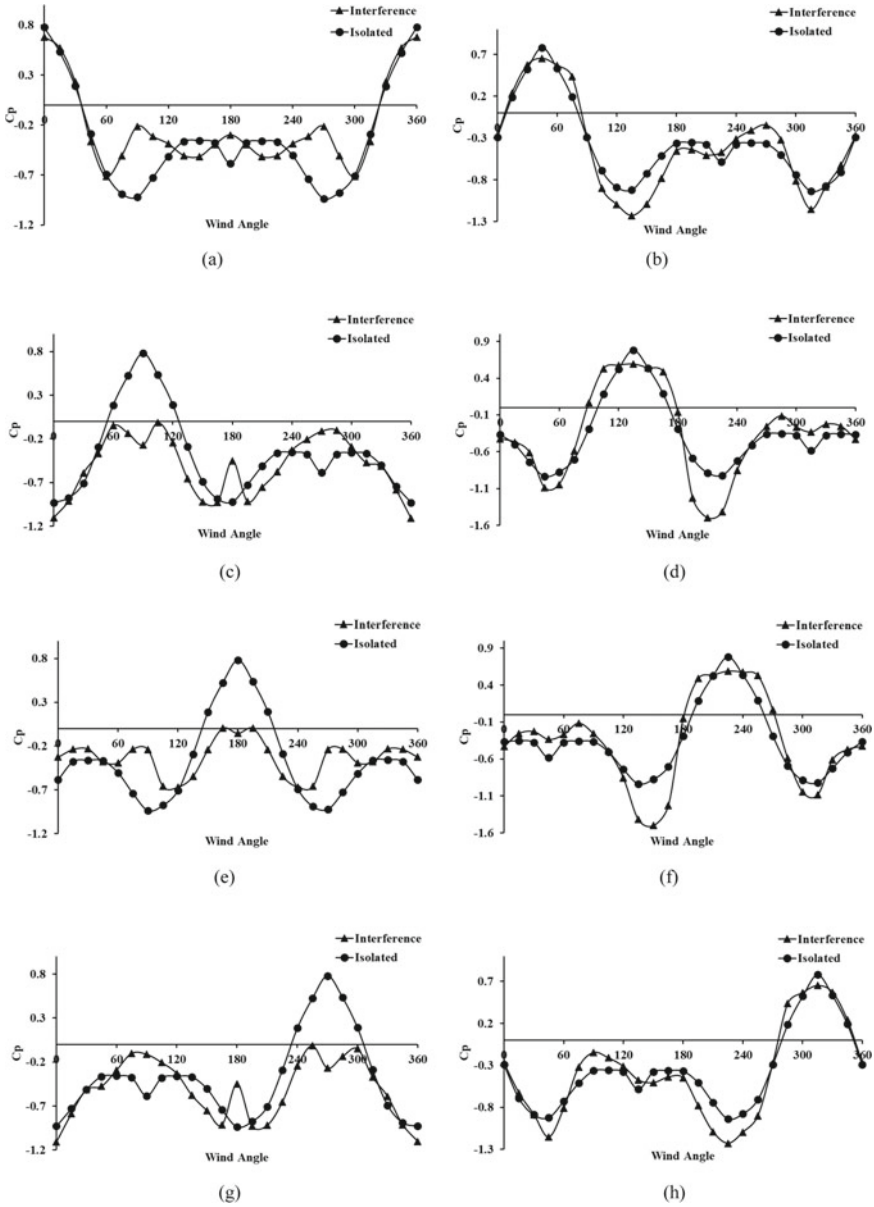 0.8
0.3
-0.2
-0.7
-1.2
Cp
0 60 120 180 240 300 360
Interference
Isolated
Wind Angle
(a)
0.7
0.2
-0.3
-0.8
-1.3
Cp
0 60 120 180 240 300 360
Interference
Isolated
Wind Angle
(b)
0.8
0.3
-0.2
-0.7
-1.2
Cp
0 60 120 180 240 300 360
Interference
Isolated
Wind Angle
(c)
0.9
0.4
-0.1
-0.6
-1.1
-1.6
Cp
0 60 120 180 240 300 360
Interference
Isolated
Wind Angle
(d)
0.8
0.3
-0.2
-0.7
-1.2
Cp
0 60 120 180 240 300 360
Interference
Isolated
Wind Angle
(e)
0.9
0.4
-0.1
-0.6
-1.1
-1.6
Cp
0 60 120 180 240 300 360
Interference
Isolated
Wind Angle
(f)
0.8
0.3
-0.2
-0.7
-1.2
Cp
0 60 120 180 240 300 360
Interference
Isolated
Wind Angle
(g)
0.7
0.2
-0.3
-0.8
-1.3
Cp
0 60 120 180 240 300 360
Interference
Isolated
Wind Angle
(h)